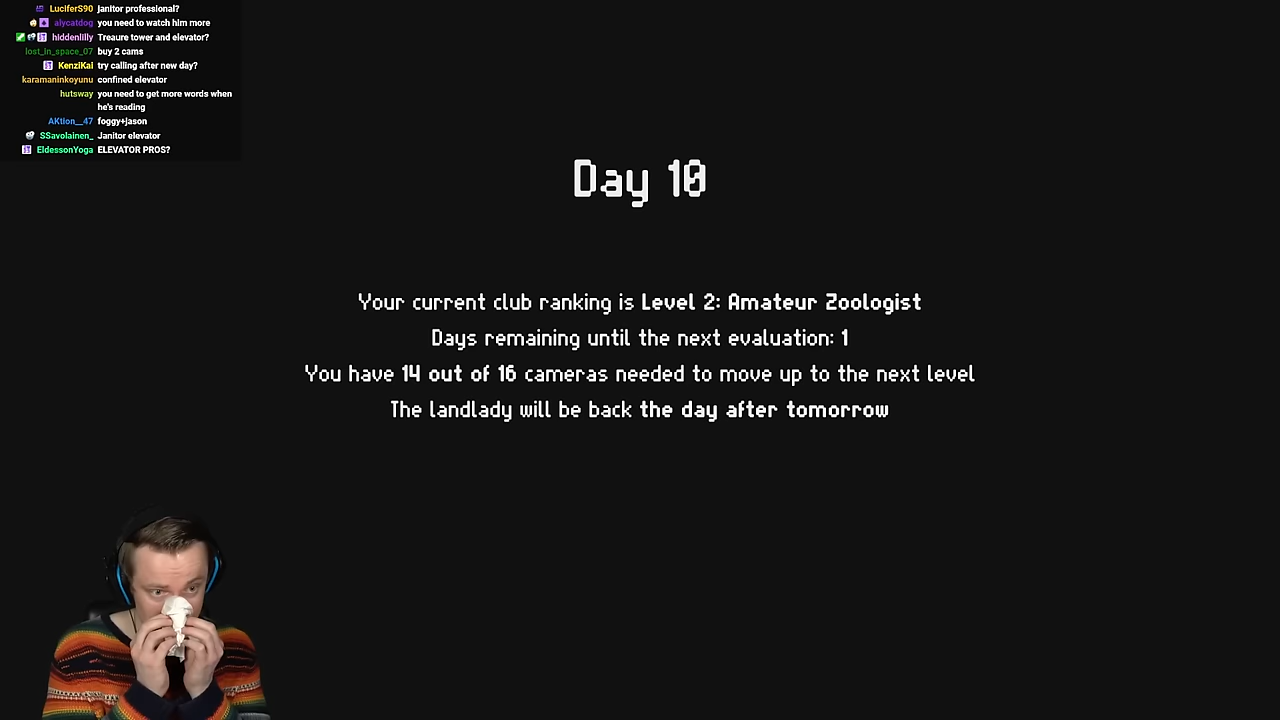 LuciferS90 janitor professional?
alycatdog you need to watch him more
hiddenlilly Treaure tower and elevator?
lost_in_space_07 buy 2 cams
KenziKai try calling after new day?
karamaninkoyunu confined elevator
hutsway you need to get more words when
he's reading
AKtion__47 foggy+jason
SSavolainen_ Janitor elevator
EldessonYoga ELEVATOR PROS?
Day 10
Your current club ranking is Level 2: Amateur Zoologist
Days remaining until the next evaluation: 1
You have 14 out of 16 cameras needed to move up to the next level
The landlady will be back the day after tomorrow